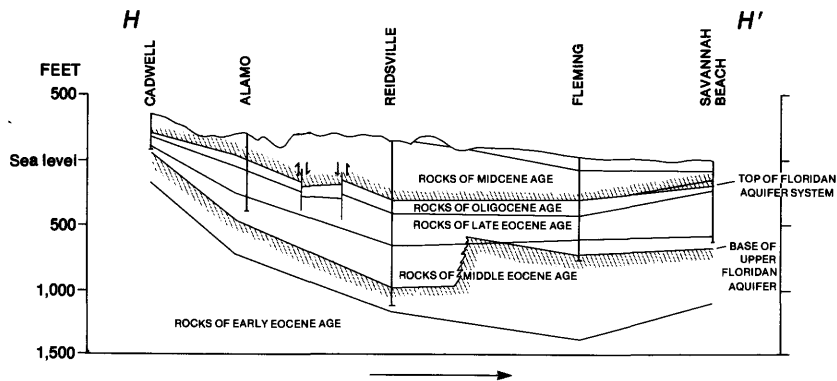 H
H'
FEET
CADWELL
ALAMO
REIDSVILLE
FLEMING
SAVANNAH
BEACH
500
Sea level
500
1,000
1,500
ROCKS OF MIDCENE AGE
ROCKS OF OLIGOCENE AGE
ROCKS OF LATE EOCENE AGE
ROCKS OF MIDDLE EOCENE AGE
ROCKS OF EARLY EOCENE AGE
TOP OF FLORIDAN
AQUIFER SYSTEM
BASE OF
UPPER
FLORIDAN
AQUIFER